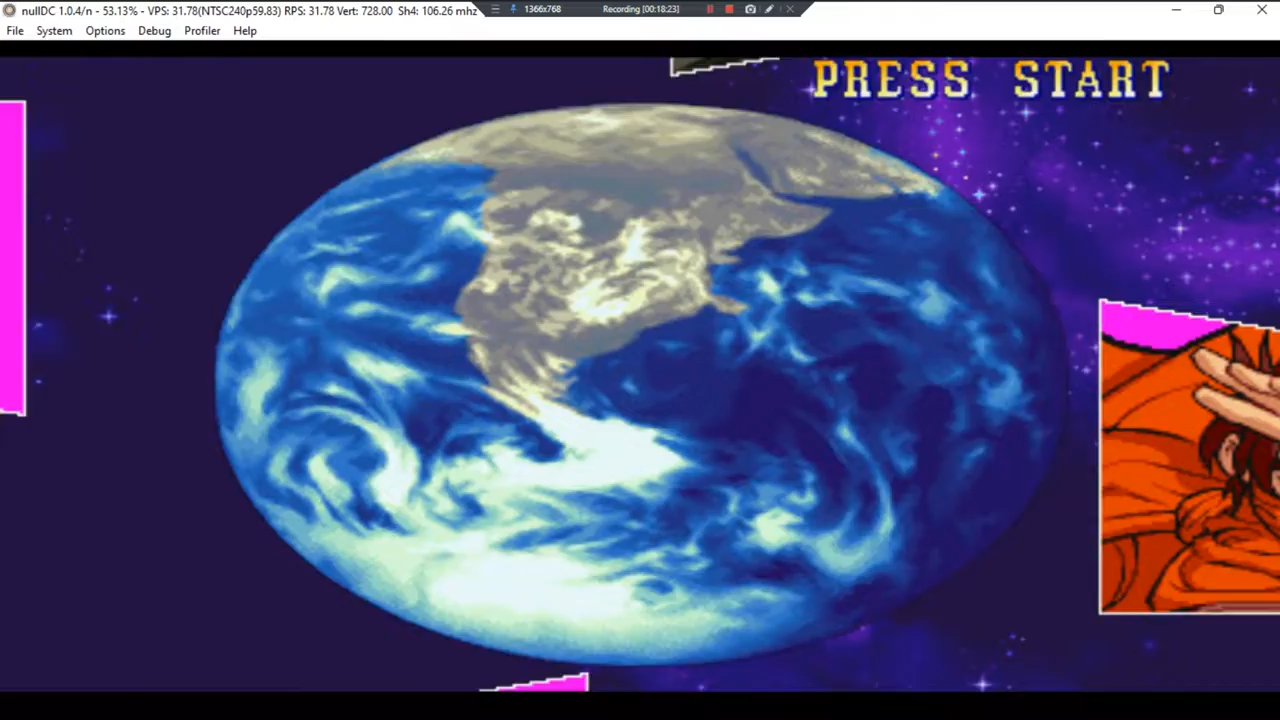 nullDC 1.0.4/n - 53.13% - VPS: 31.78(NTSC240p59.83) RPS: 31.78 Vert: 728.00 Sh4: 106.26 mhz
1366x768
Recording [00:18:23]
File System Options Debug Profiler Help
PRESS START